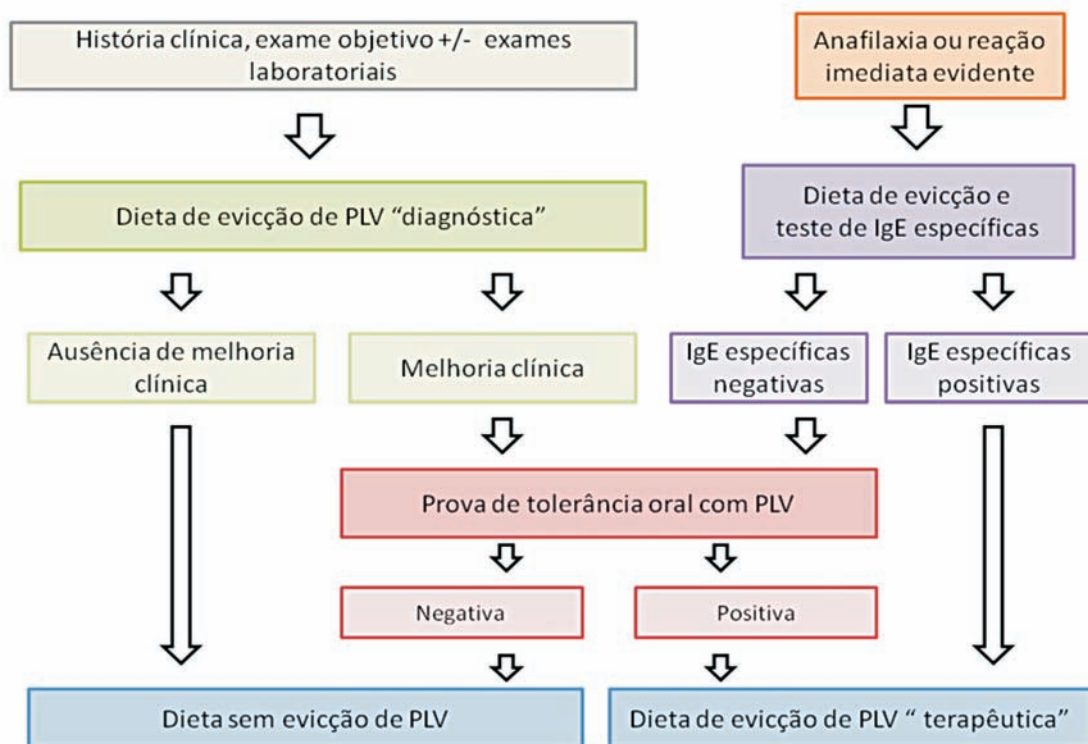 História clínica, exame objetivo +/- exames
laboratoriais
Anafilaxia ou reação
imediata evidente
Dieta de evicção de PLV “diagnóstica”
Dieta de evicção e
teste de IgE específicas
Ausência de melhoria
clínica
Melhoria clínica
IgE específicas
negativas
IgE específicas
positivas
Prova de tolerância oral com PLV
Negativa
Positiva
Dieta sem evicção de PLV
Dieta de evicção de PLV “ terapêutica”